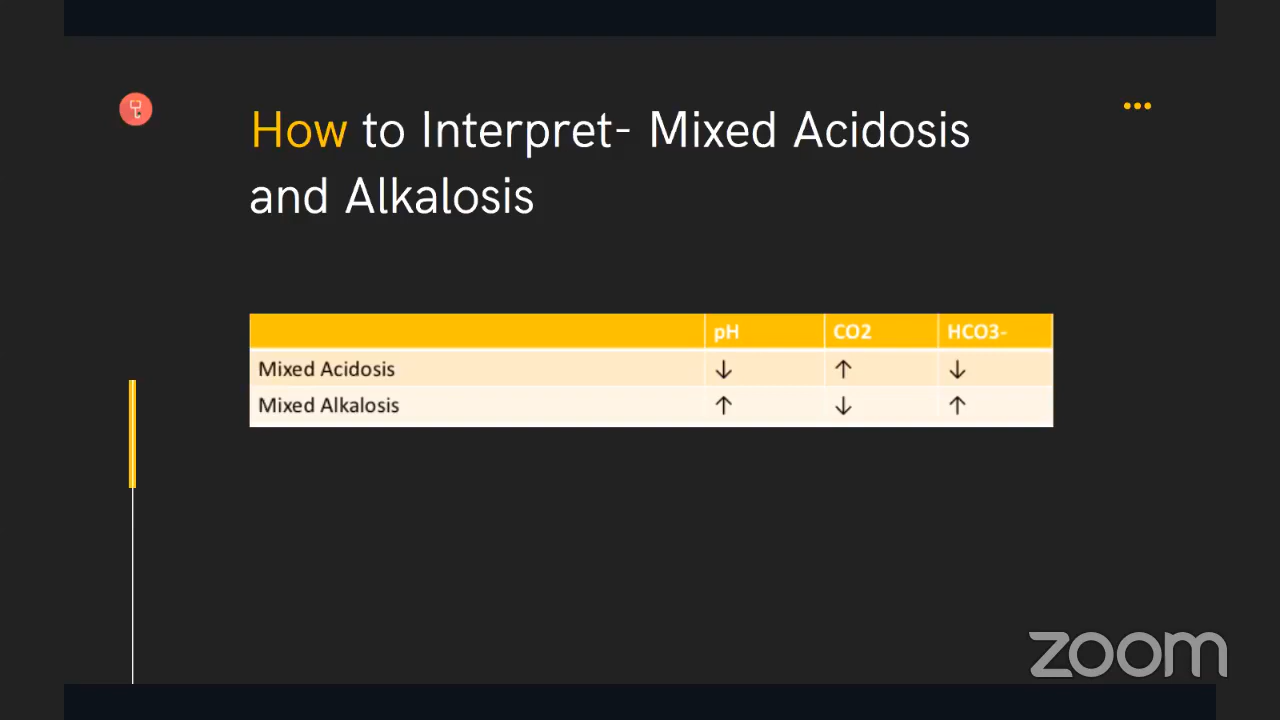 How to Interpret- Mixed Acidosis
and Alkalosis
pH CO2 HCO3-
Mixed Acidosis ↓ ↑ ↓
Mixed Alkalosis ↑ ↓ ↑
zoom